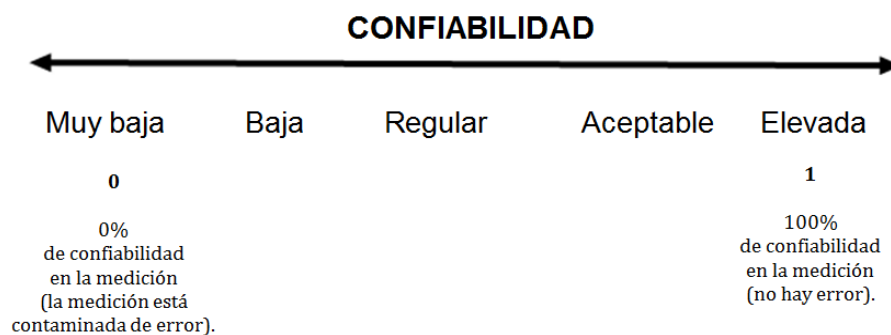 CONFIABILIDAD
Muy baja Baja Regular Aceptable Elevada
0 1
0%
de confiabilidad
en la medición
(la medición está
contaminada de error).
100%
de confiabilidad
en la medición
(no hay error).